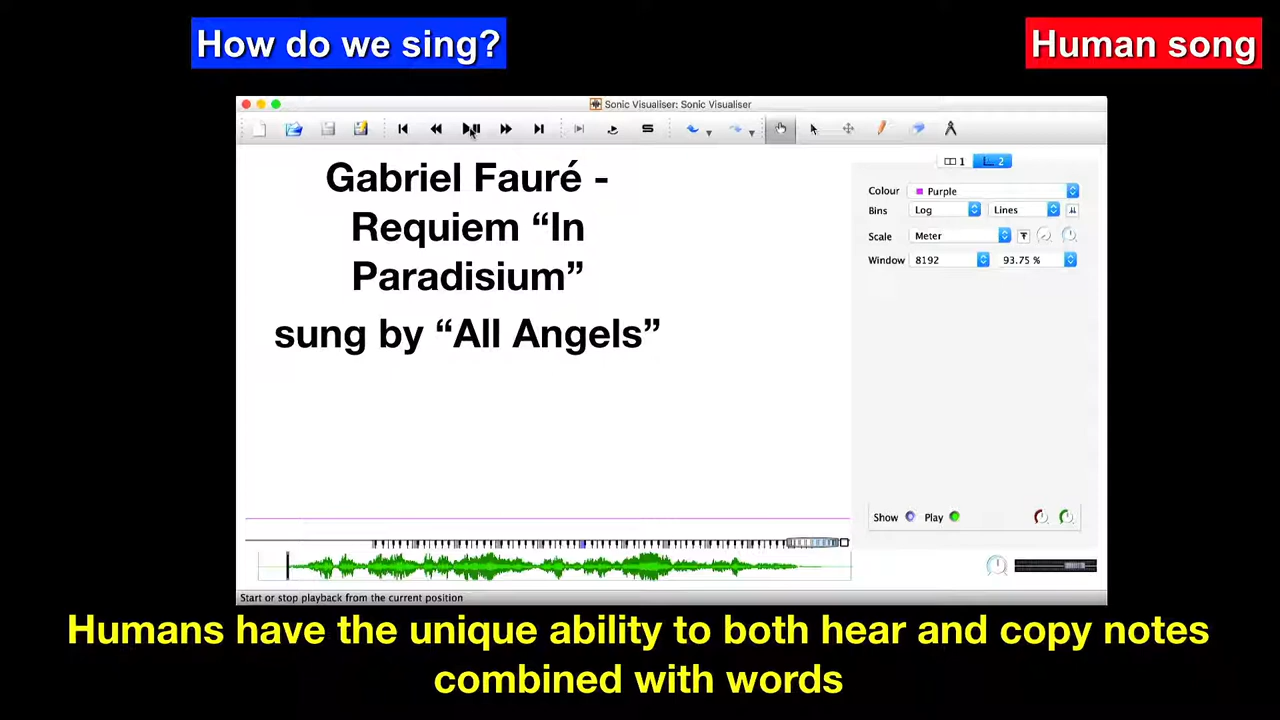 How do we sing?
Human song
Sonic Visualiser: Sonic Visualiser
Gabriel Fauré -
Requiem “In
Paradisium”
sung by “All Angels”
1
2
Colour Purple
Bins Log Lines
Scale Meter
Window 8192 93.75 %
Show Play
Start or stop playback from the current position
Humans have the unique ability to both hear and copy notes
combined with words